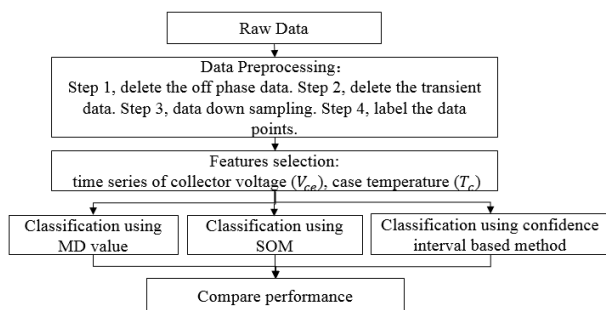 Raw Data
Data Preprocessing:
Step 1, delete the off phase data. Step 2, delete the transient
data. Step 3, data down sampling. Step 4, label the data
points.
Features selection:
time series of collector voltage (V_ce), case temperature (T_c)
Classification using
MD value
Classification using
SOM
Classification using confidence
interval based method
Compare performance